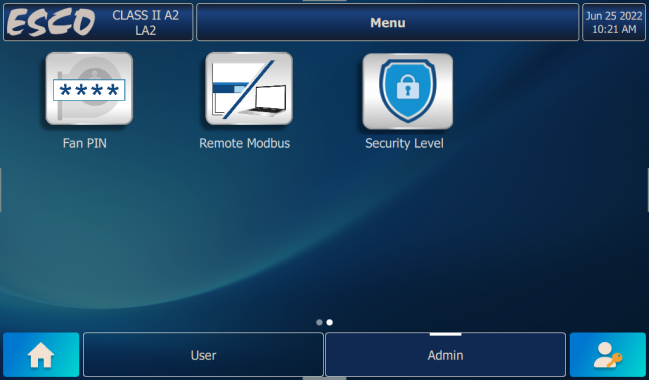 ESCO
CLASS II A2
LA2
Menu
Jun 25 2022
10:21 AM
****
Fan PIN
Remote Modbus
Security Level
User
Admin